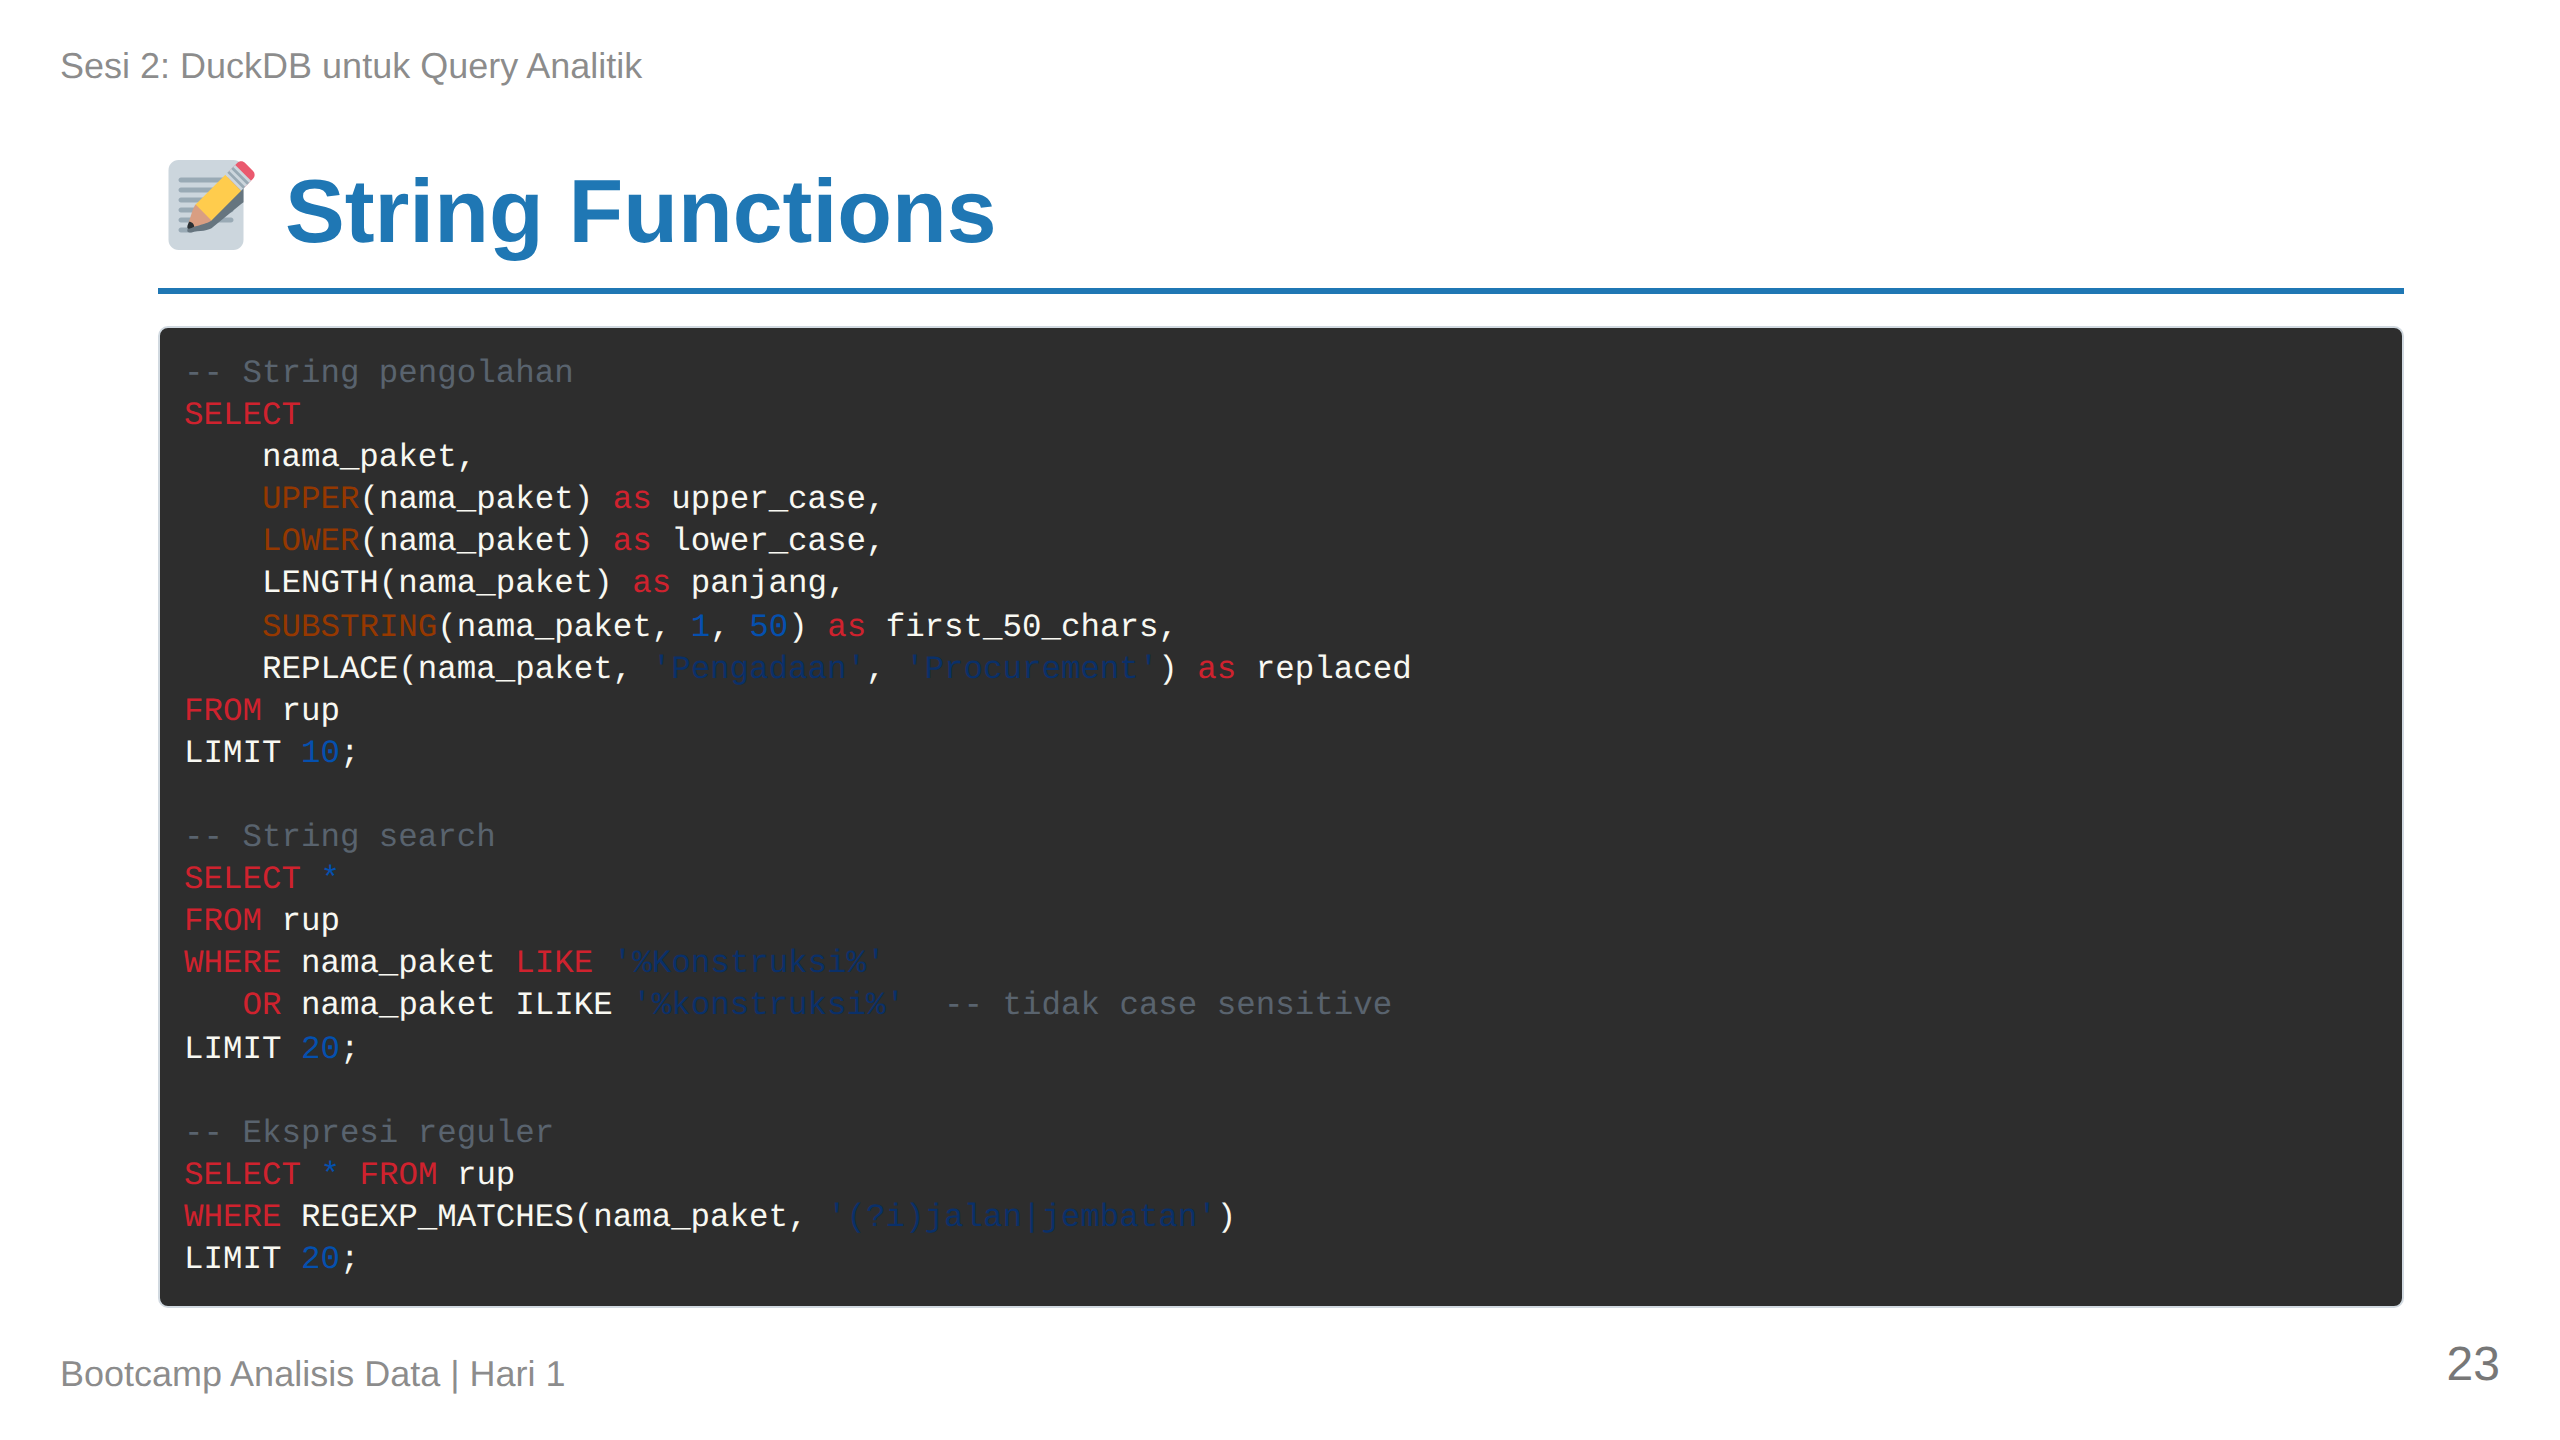 Sesi 2: DuckDB untuk Query Analitik
String Functions
-- String pengolahan
SELECT
    nama_paket,
    UPPER(nama_paket) as upper_case,
    LOWER(nama_paket) as lower_case,
    LENGTH(nama_paket) as panjang,
    SUBSTRING(nama_paket, 1, 50) as first_50_chars,
    REPLACE(nama_paket, 'Pengadaan', 'Procurement') as replaced
FROM rup
LIMIT 10;
-- String search
SELECT *
FROM rup
WHERE nama_paket LIKE '%Konstruksi%'
   OR nama_paket ILIKE '%konstruksi%'  -- tidak case sensitive
LIMIT 20;
-- Ekspresi reguler
SELECT * FROM rup
WHERE REGEXP_MATCHES(nama_paket, '(?i)jalan|jembatan')
LIMIT 20;
Bootcamp Analisis Data | Hari 1
23